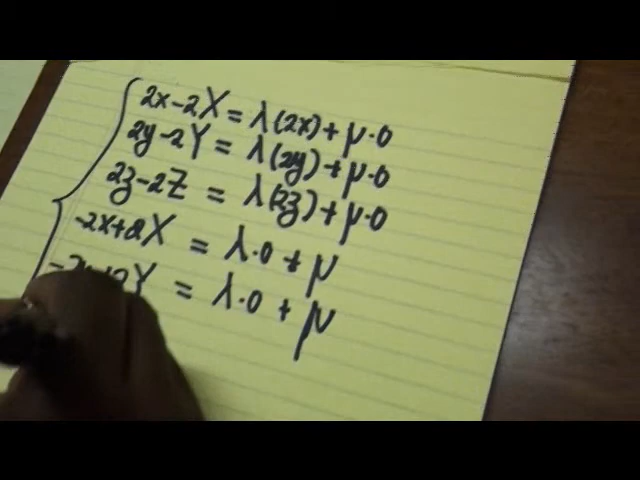 2x-2X = λ(2x) + μ·0
2y-2Y = λ(2y) + μ·0
2z-2Z = λ(2z) + μ·0
-2x+2X = λ·0 + μ
Y = λ·0 + μ